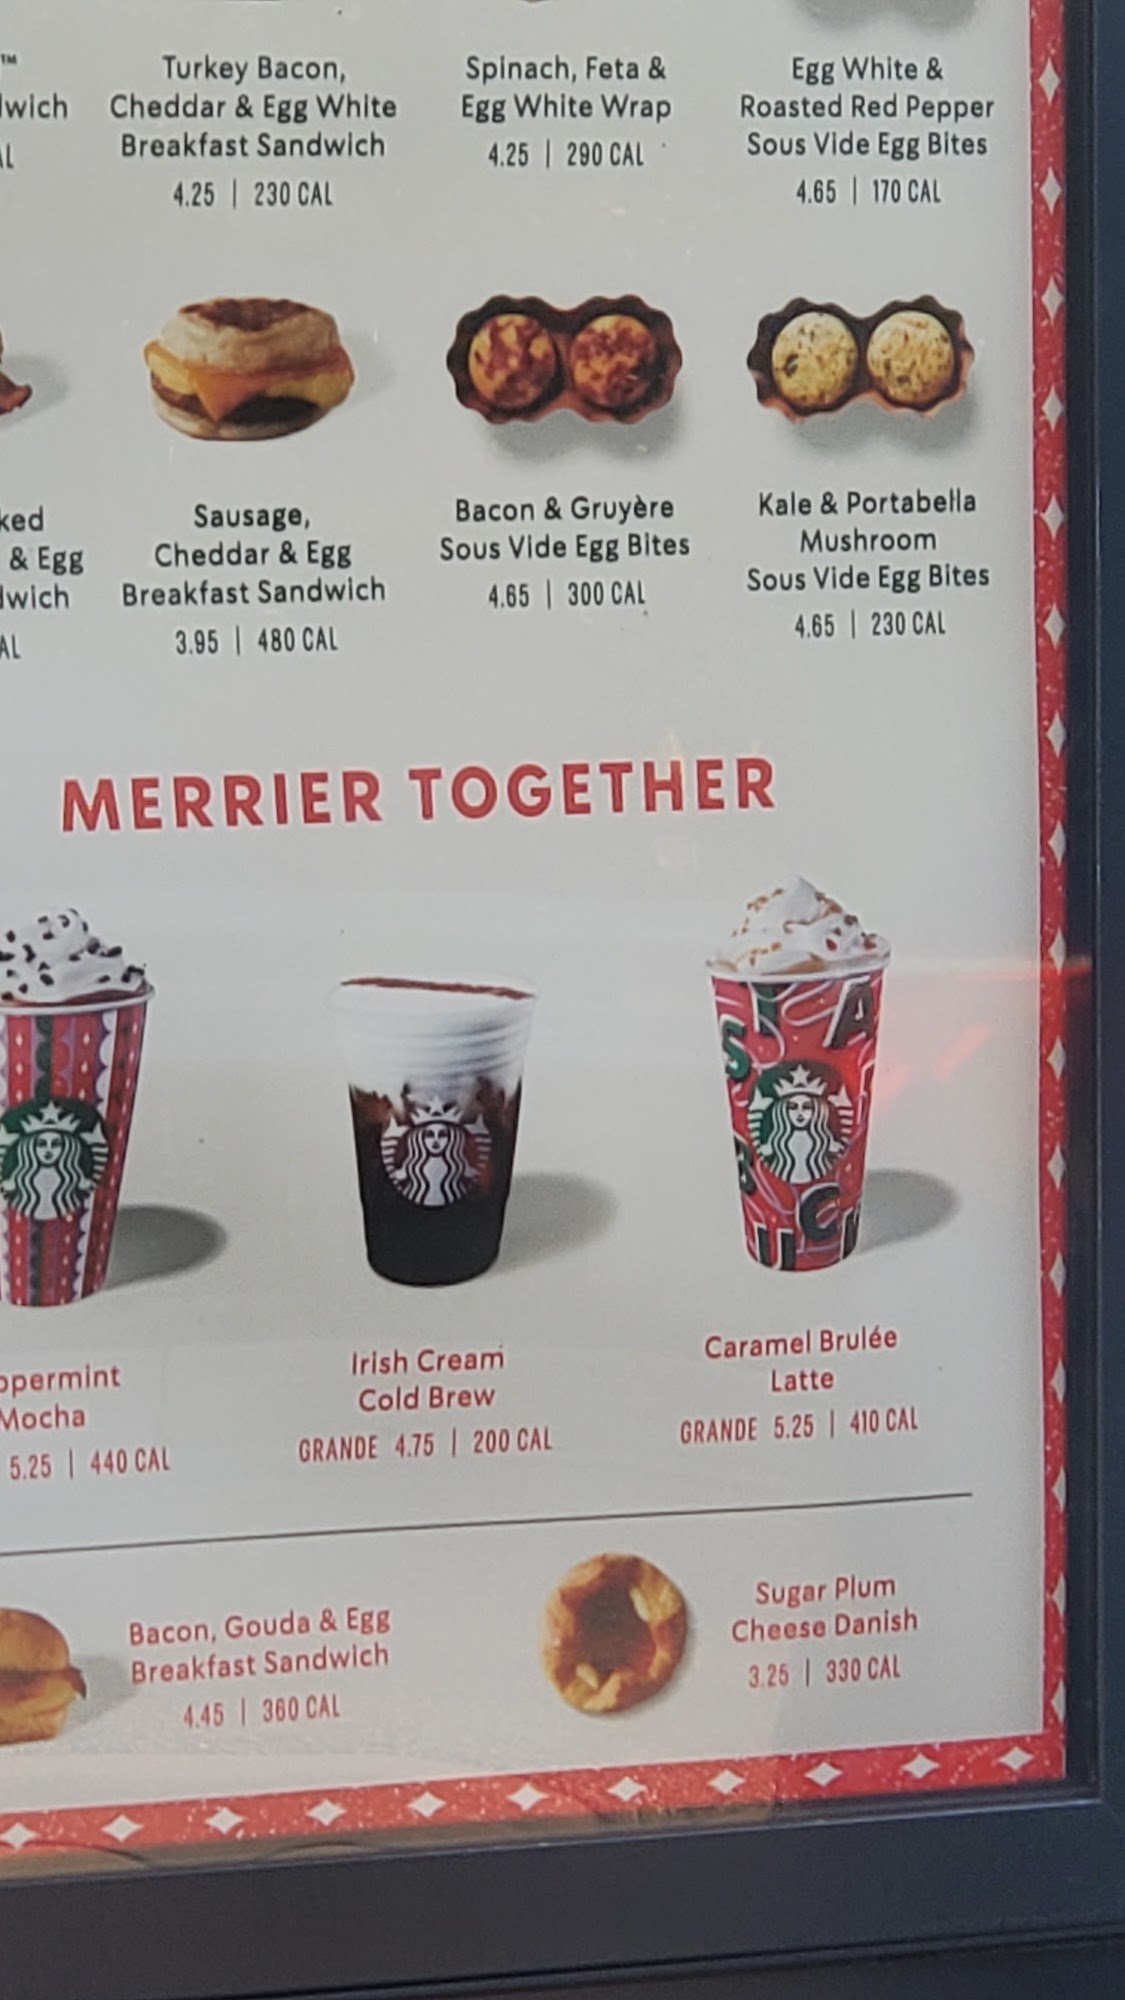 ™
Turkey Bacon,
Cheddar & Egg White
Breakfast Sandwich
4.25 | 230 CAL
Spinach, Feta &
Egg White Wrap
4.25 | 290 CAL
Egg White &
Roasted Red Pepper
Sous Vide Egg Bites
4.65 | 170 CAL
& Egg
Sausage,
Cheddar & Egg
Breakfast Sandwich
3.95 | 480 CAL
Bacon & Gruyère
Sous Vide Egg Bites
4.65 | 300 CAL
Kale & Portabella
Mushroom
Sous Vide Egg Bites
4.65 | 230 CAL
MERRIER TOGETHER
ppermint
Mocha
5.25 | 440 CAL
Irish Cream
Cold Brew
GRANDE 4.75 | 200 CAL
Caramel Brulée
Latte
GRANDE 5.25 | 410 CAL
Bacon, Gouda & Egg
Breakfast Sandwich
4.45 | 360 CAL
Sugar Plum
Cheese Danish
3.25 | 330 CAL